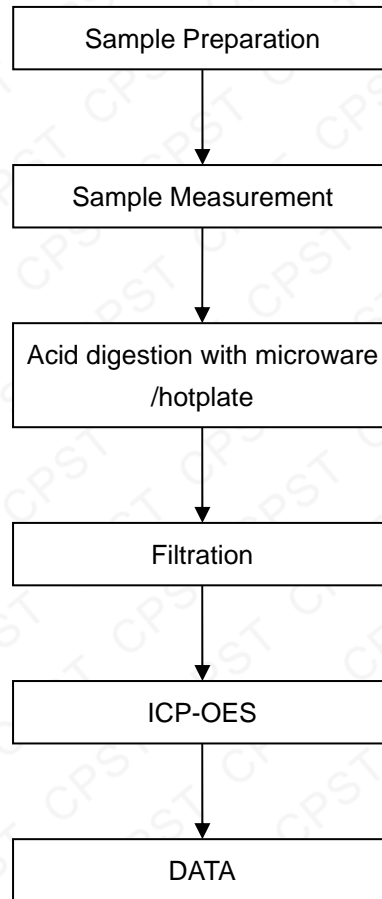 Sample Preparation
Sample Measurement
Acid digestion with microware
/hotplate
Filtration
ICP-OES
DATA